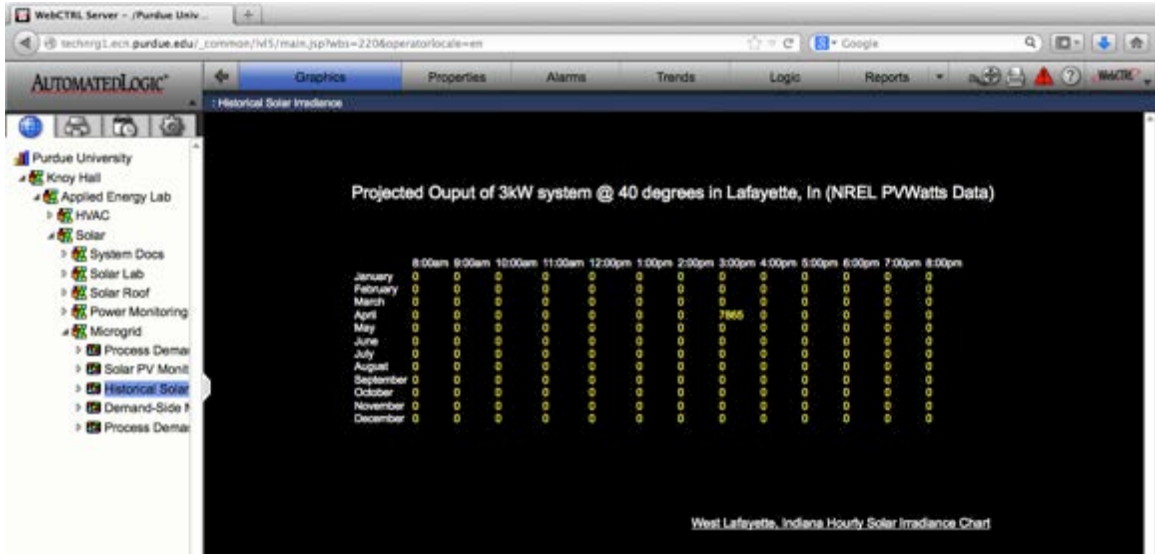 WebCTRL Server - /Purdue Univ...
technrg1.ecn.purdue.edu/_common/lvl5/main.jsp?wbs=220&operatorlocale=en
Google
AUTOMATEDLOGIC
Graphics Properties Alarms Trends Logic Reports
WebCTRL
: Historical Solar Irradiance
Purdue University
Knoy Hall
Applied Energy Lab
HVAC
Solar
System Docs
Solar Lab
Solar Roof
Power Monitoring
Microgrid
Process Dema
Solar PV Monit
Historical Solar
Demand-Side M
Process Dema
Projected Ouput of 3kW system @ 40 degrees in Lafayette, In (NREL PVWatts Data)
8:00am 9:00am 10:00am 11:00am 12:00pm 1:00pm 2:00pm 3:00pm 4:00pm 5:00pm 6:00pm 7:00pm 8:00pm
January 0 0 0 0 0 0 0 0 0 0 0 0 0
February 0 0 0 0 0 0 0 0 0 0 0 0 0
March 0 0 0 0 0 0 0 0 0 0 0 0 0
April 0 0 0 0 0 0 0 7865 0 0 0 0 0
May 0 0 0 0 0 0 0 0 0 0 0 0 0
June 0 0 0 0 0 0 0 0 0 0 0 0 0
July 0 0 0 0 0 0 0 0 0 0 0 0 0
August 0 0 0 0 0 0 0 0 0 0 0 0 0
September 0 0 0 0 0 0 0 0 0 0 0 0 0
October 0 0 0 0 0 0 0 0 0 0 0 0 0
November 0 0 0 0 0 0 0 0 0 0 0 0 0
December 0 0 0 0 0 0 0 0 0 0 0 0 0
West Lafayette, Indiana Hourly Solar Irradiance Chart